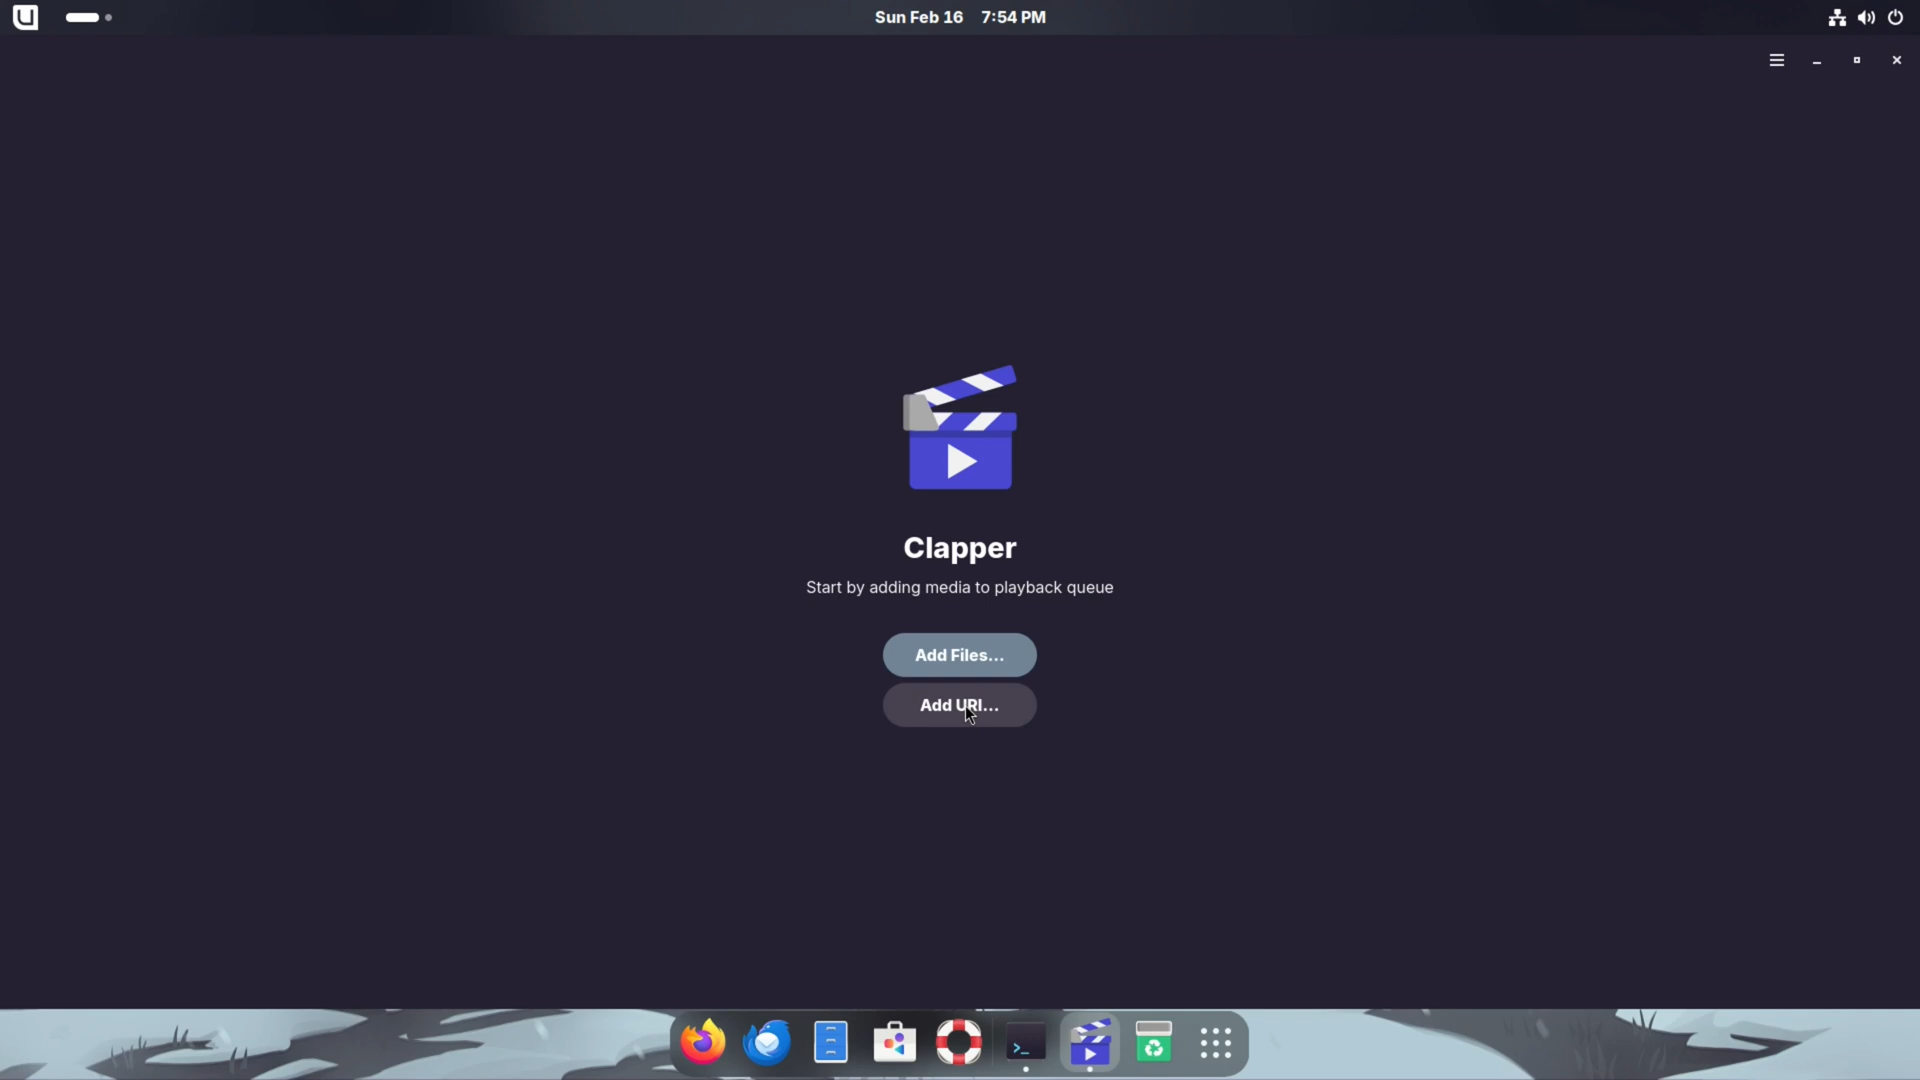 Sun Feb 16 7:54 PM
Clapper
Start by adding media to playback queue
Add Files...
Add URI...